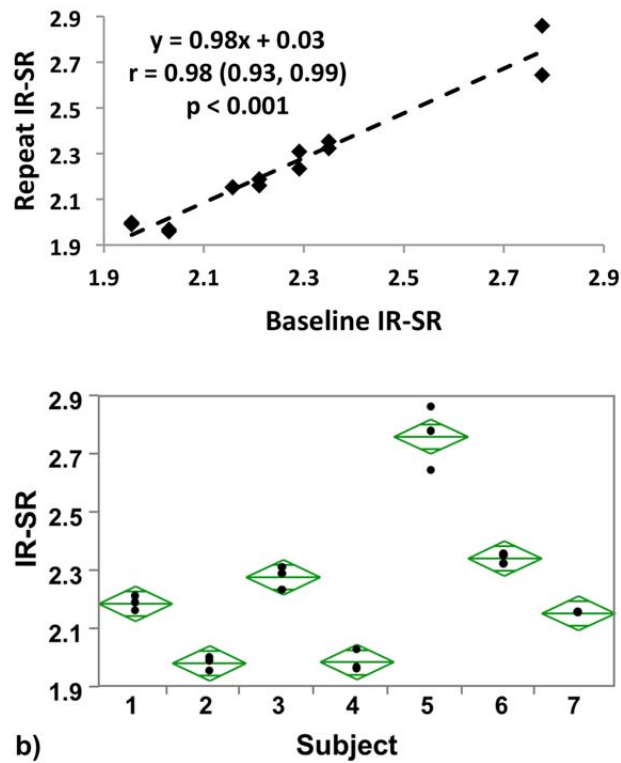 2.9
2.7
2.3
2.1
1.9
Repeat IR-SR
y = 0.98x + 0.03
r = 0.98 (0.93, 0.99)
p < 0.001
1.9 2.1 2.3 2.5 2.7 2.9
Baseline IR-SR
2.9
2.7
2.5
2.3
2.1
1.9
IR-SR
1 2 3 4 5 6 7
b) Subject